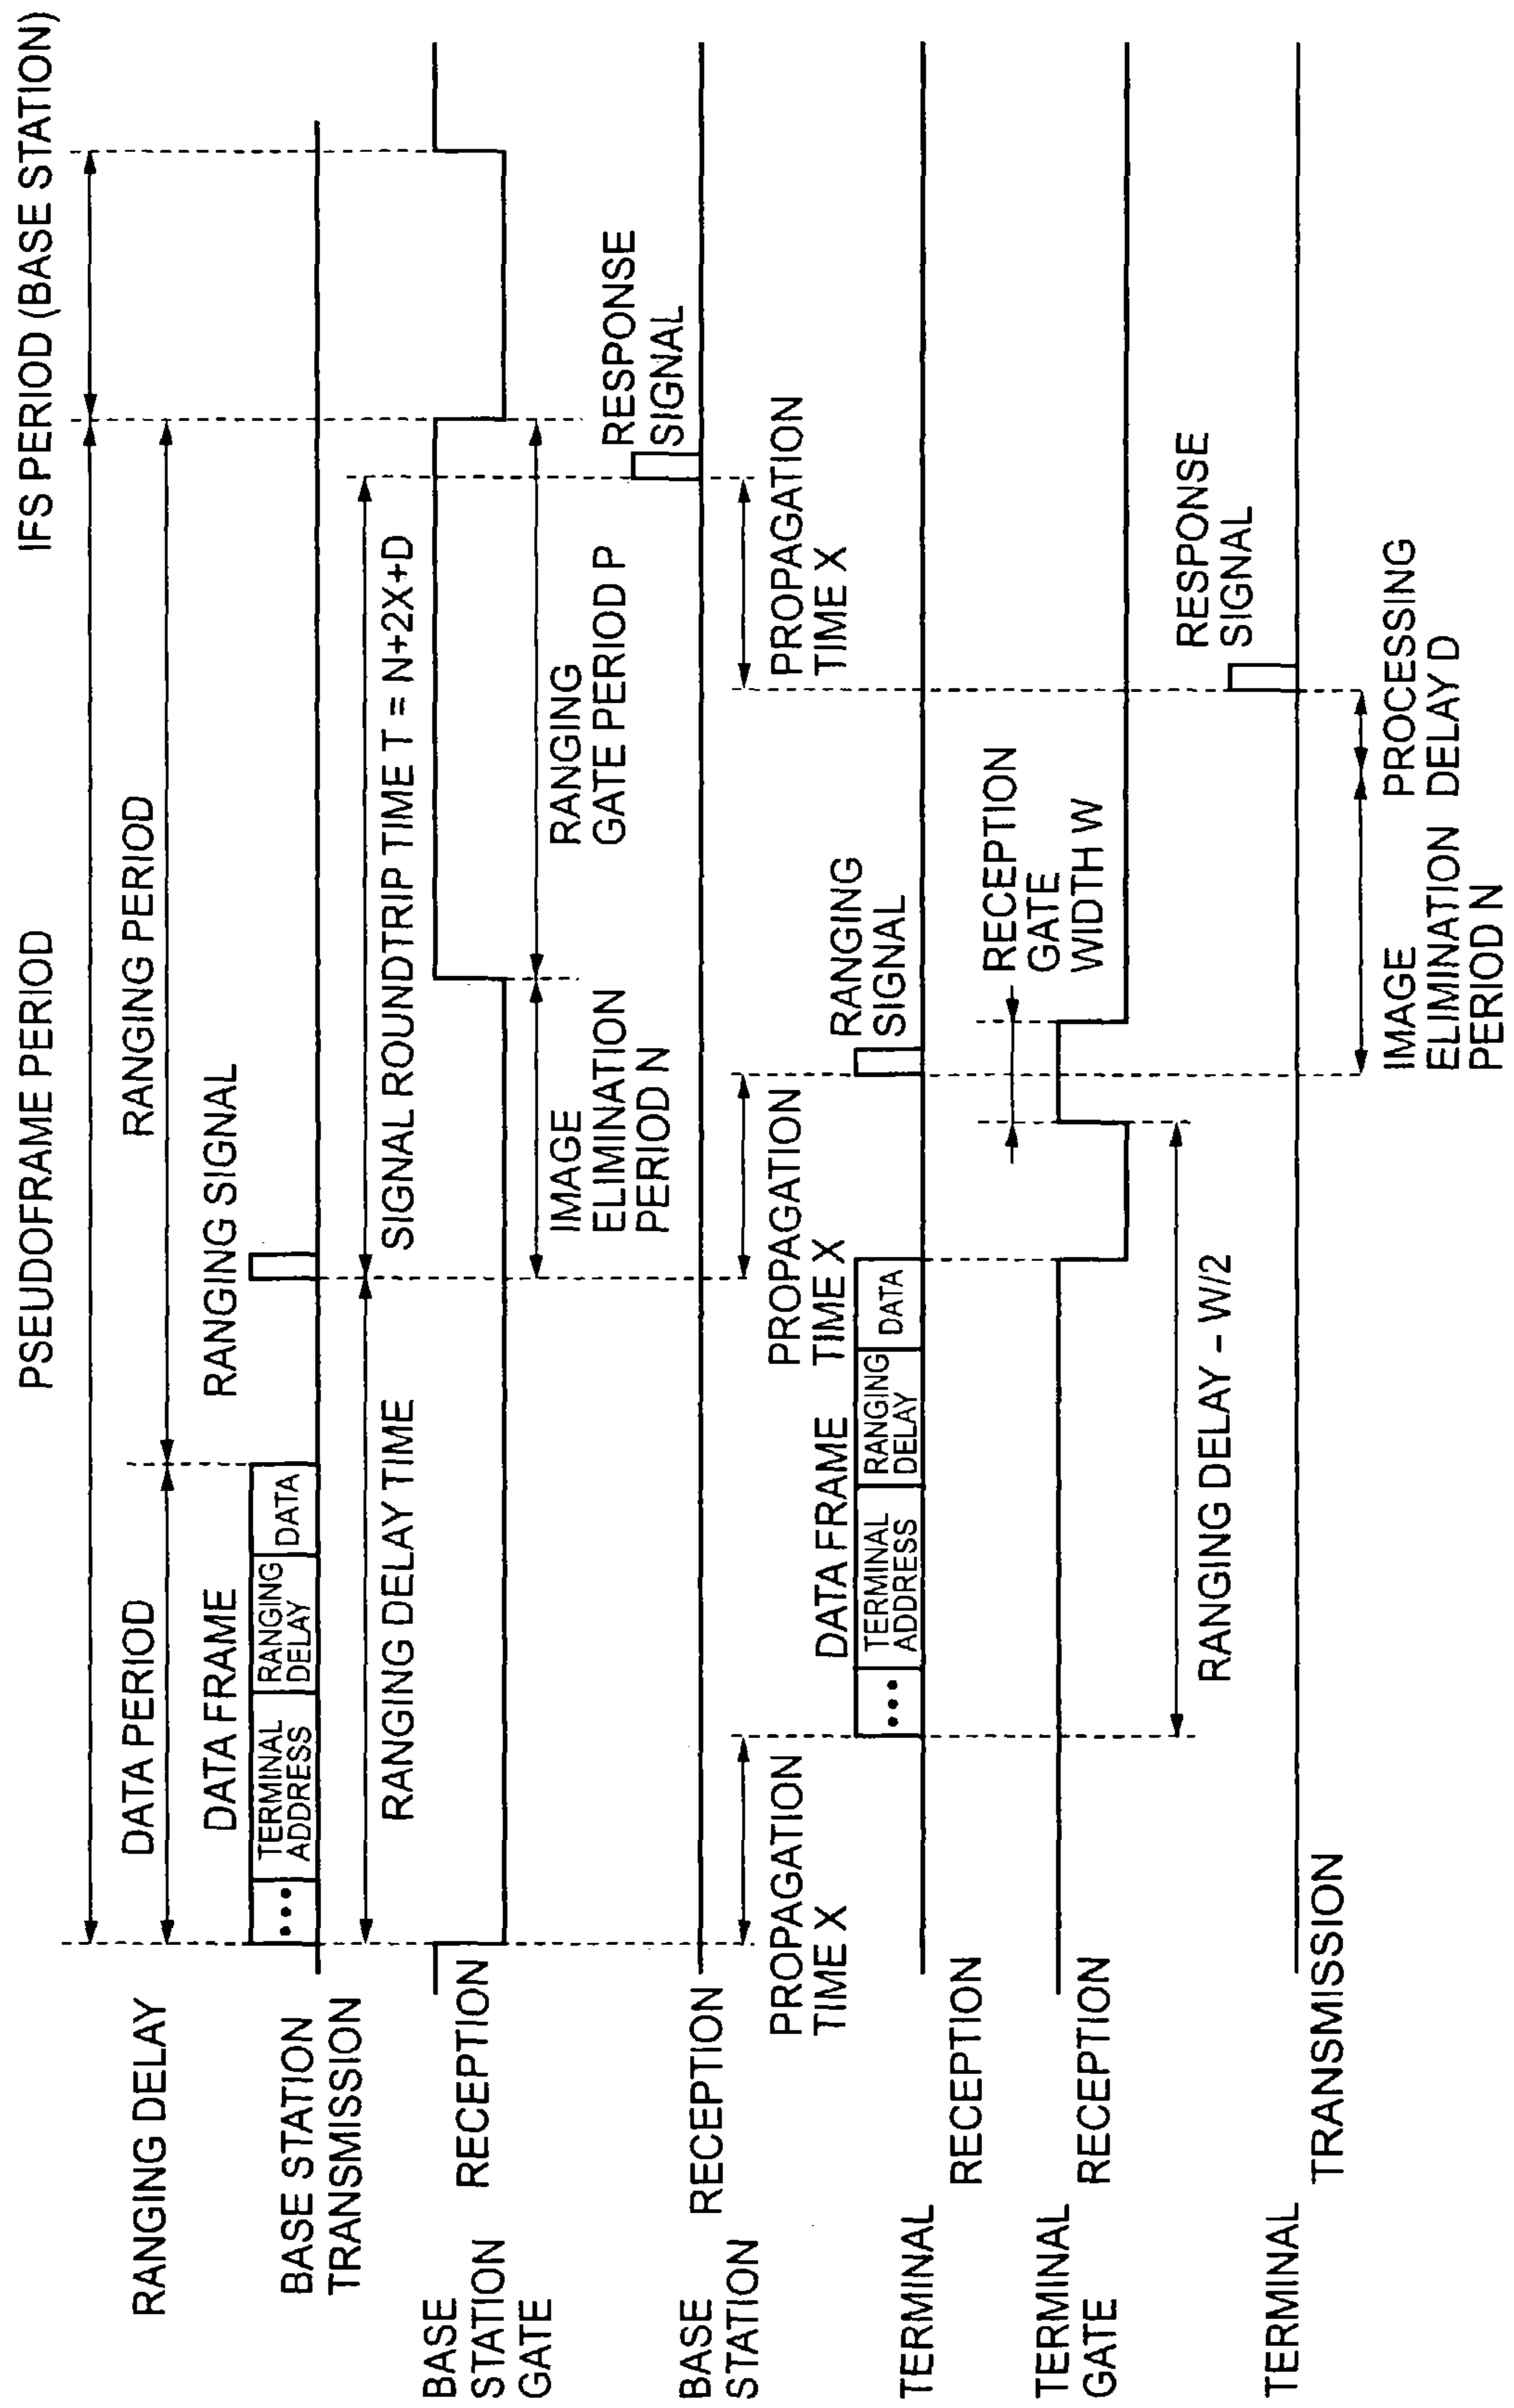 PSEUDOFRAME PERIOD
IFS PERIOD (BASE STATION)
RANGING DELAY
DATA PERIOD
RANGING PERIOD
DATA FRAME
RANGING SIGNAL
BASE STATION
TRANSMISSION
•••
TERMINAL
ADDRESS
RANGING
DELAY
DATA
RANGING DELAY TIME
SIGNAL ROUNDTRIP TIME T = N+2X+D
BASE
STATION
GATE
RECEPTION
IMAGE
ELIMINATION
PERIOD N
RANGING
GATE PERIOD P
RESPONSE
SIGNAL
BASE
STATION
RECEPTION
PROPAGATION
TIME X
PROPAGATION
TIME X
PROPAGATION
TIME X
DATA FRAME
•••
TERMINAL
ADDRESS
RANGING
DELAY
DATA
RANGING
SIGNAL
TERMINAL
RECEPTION
RECEPTION
GATE
WIDTH W
TERMINAL
GATE
RECEPTION
RANGING DELAY – W/2
RESPONSE
SIGNAL
TERMINAL
TRANSMISSION
IMAGE
ELIMINATION
PERIOD N
PROCESSING
DELAY D